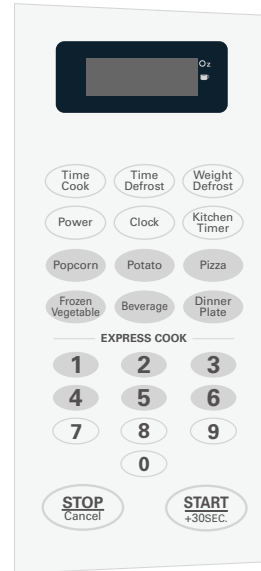 Oz
Time Cook
Time Defrost
Weight Defrost
Power
Clock
Kitchen Timer
Popcorn
Potato
Pizza
Frozen Vegetable
Beverage
Dinner Plate
EXPRESS COOK
1 2 3
4 5 6
7 8 9
0
STOP
Cancel
START
+30SEC.